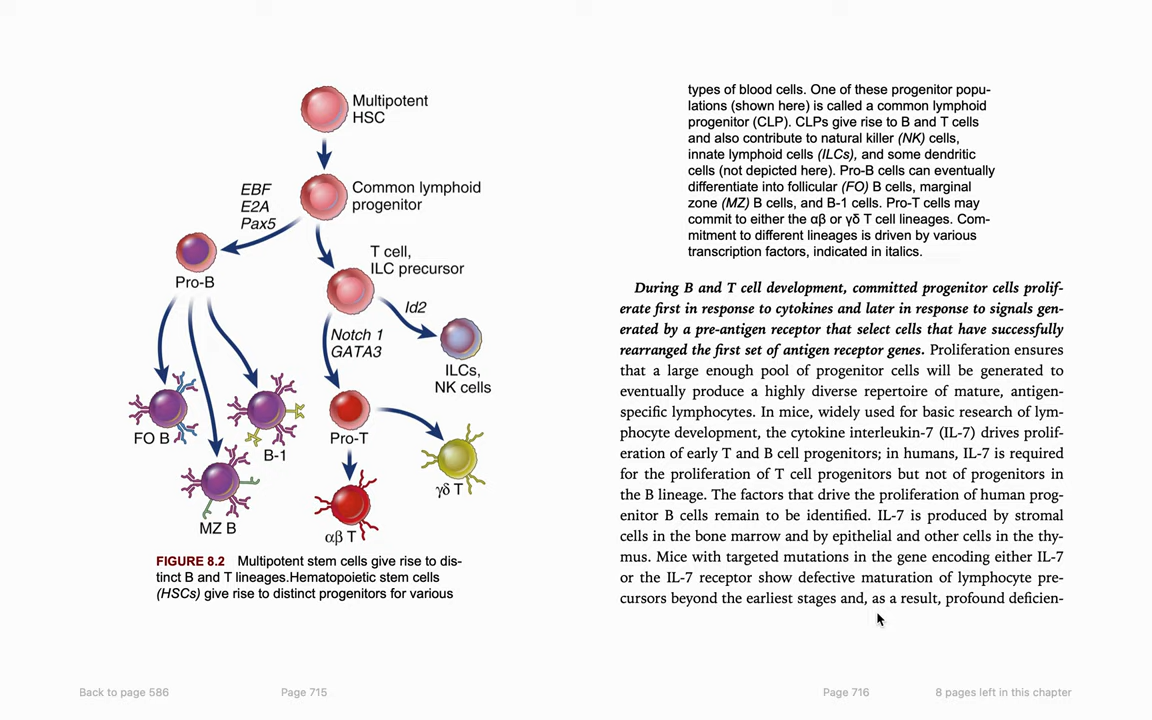 Multipotent
HSC
Common lymphoid
progenitor
EBF
E2A
Pax5
T cell,
ILC precursor
Pro-B
Id2
Notch 1
GATA3
ILCs,
NK cells
FO B
B-1
Pro-T
γδ T
MZ B
αβ T
FIGURE 8.2 Multipotent stem cells give rise to dis-
tinct B and T lineages.Hematopoietic stem cells
(HSCs) give rise to distinct progenitors for various
types of blood cells. One of these progenitor popu-
lations (shown here) is called a common lymphoid
progenitor (CLP). CLPs give rise to B and T cells
and also contribute to natural killer (NK) cells,
innate lymphoid cells (ILCs), and some dendritic
cells (not depicted here). Pro-B cells can eventually
differentiate into follicular (FO) B cells, marginal
zone (MZ) B cells, and B-1 cells. Pro-T cells may
commit to either the αβ or γδ T cell lineages. Com-
mitment to different lineages is driven by various
transcription factors, indicated in italics.
During B and T cell development, committed progenitor cells prolif-
erate first in response to cytokines and later in response to signals gen-
erated by a pre-antigen receptor that select cells that have successfully
rearranged the first set of antigen receptor genes. Proliferation ensures
that a large enough pool of progenitor cells will be generated to
eventually produce a highly diverse repertoire of mature, antigen-
specific lymphocytes. In mice, widely used for basic research of lym-
phocyte development, the cytokine interleukin-7 (IL-7) drives prolif-
eration of early T and B cell progenitors; in humans, IL-7 is required
for the proliferation of T cell progenitors but not of progenitors in
the B lineage. The factors that drive the proliferation of human prog-
enitor B cells remain to be identified. IL-7 is produced by stromal
cells in the bone marrow and by epithelial and other cells in the thy-
mus. Mice with targeted mutations in the gene encoding either IL-7
or the IL-7 receptor show defective maturation of lymphocyte pre-
cursors beyond the earliest stages and, as a result, profound deficien-
Back to page 586
Page 715
Page 716
8 pages left in this chapter